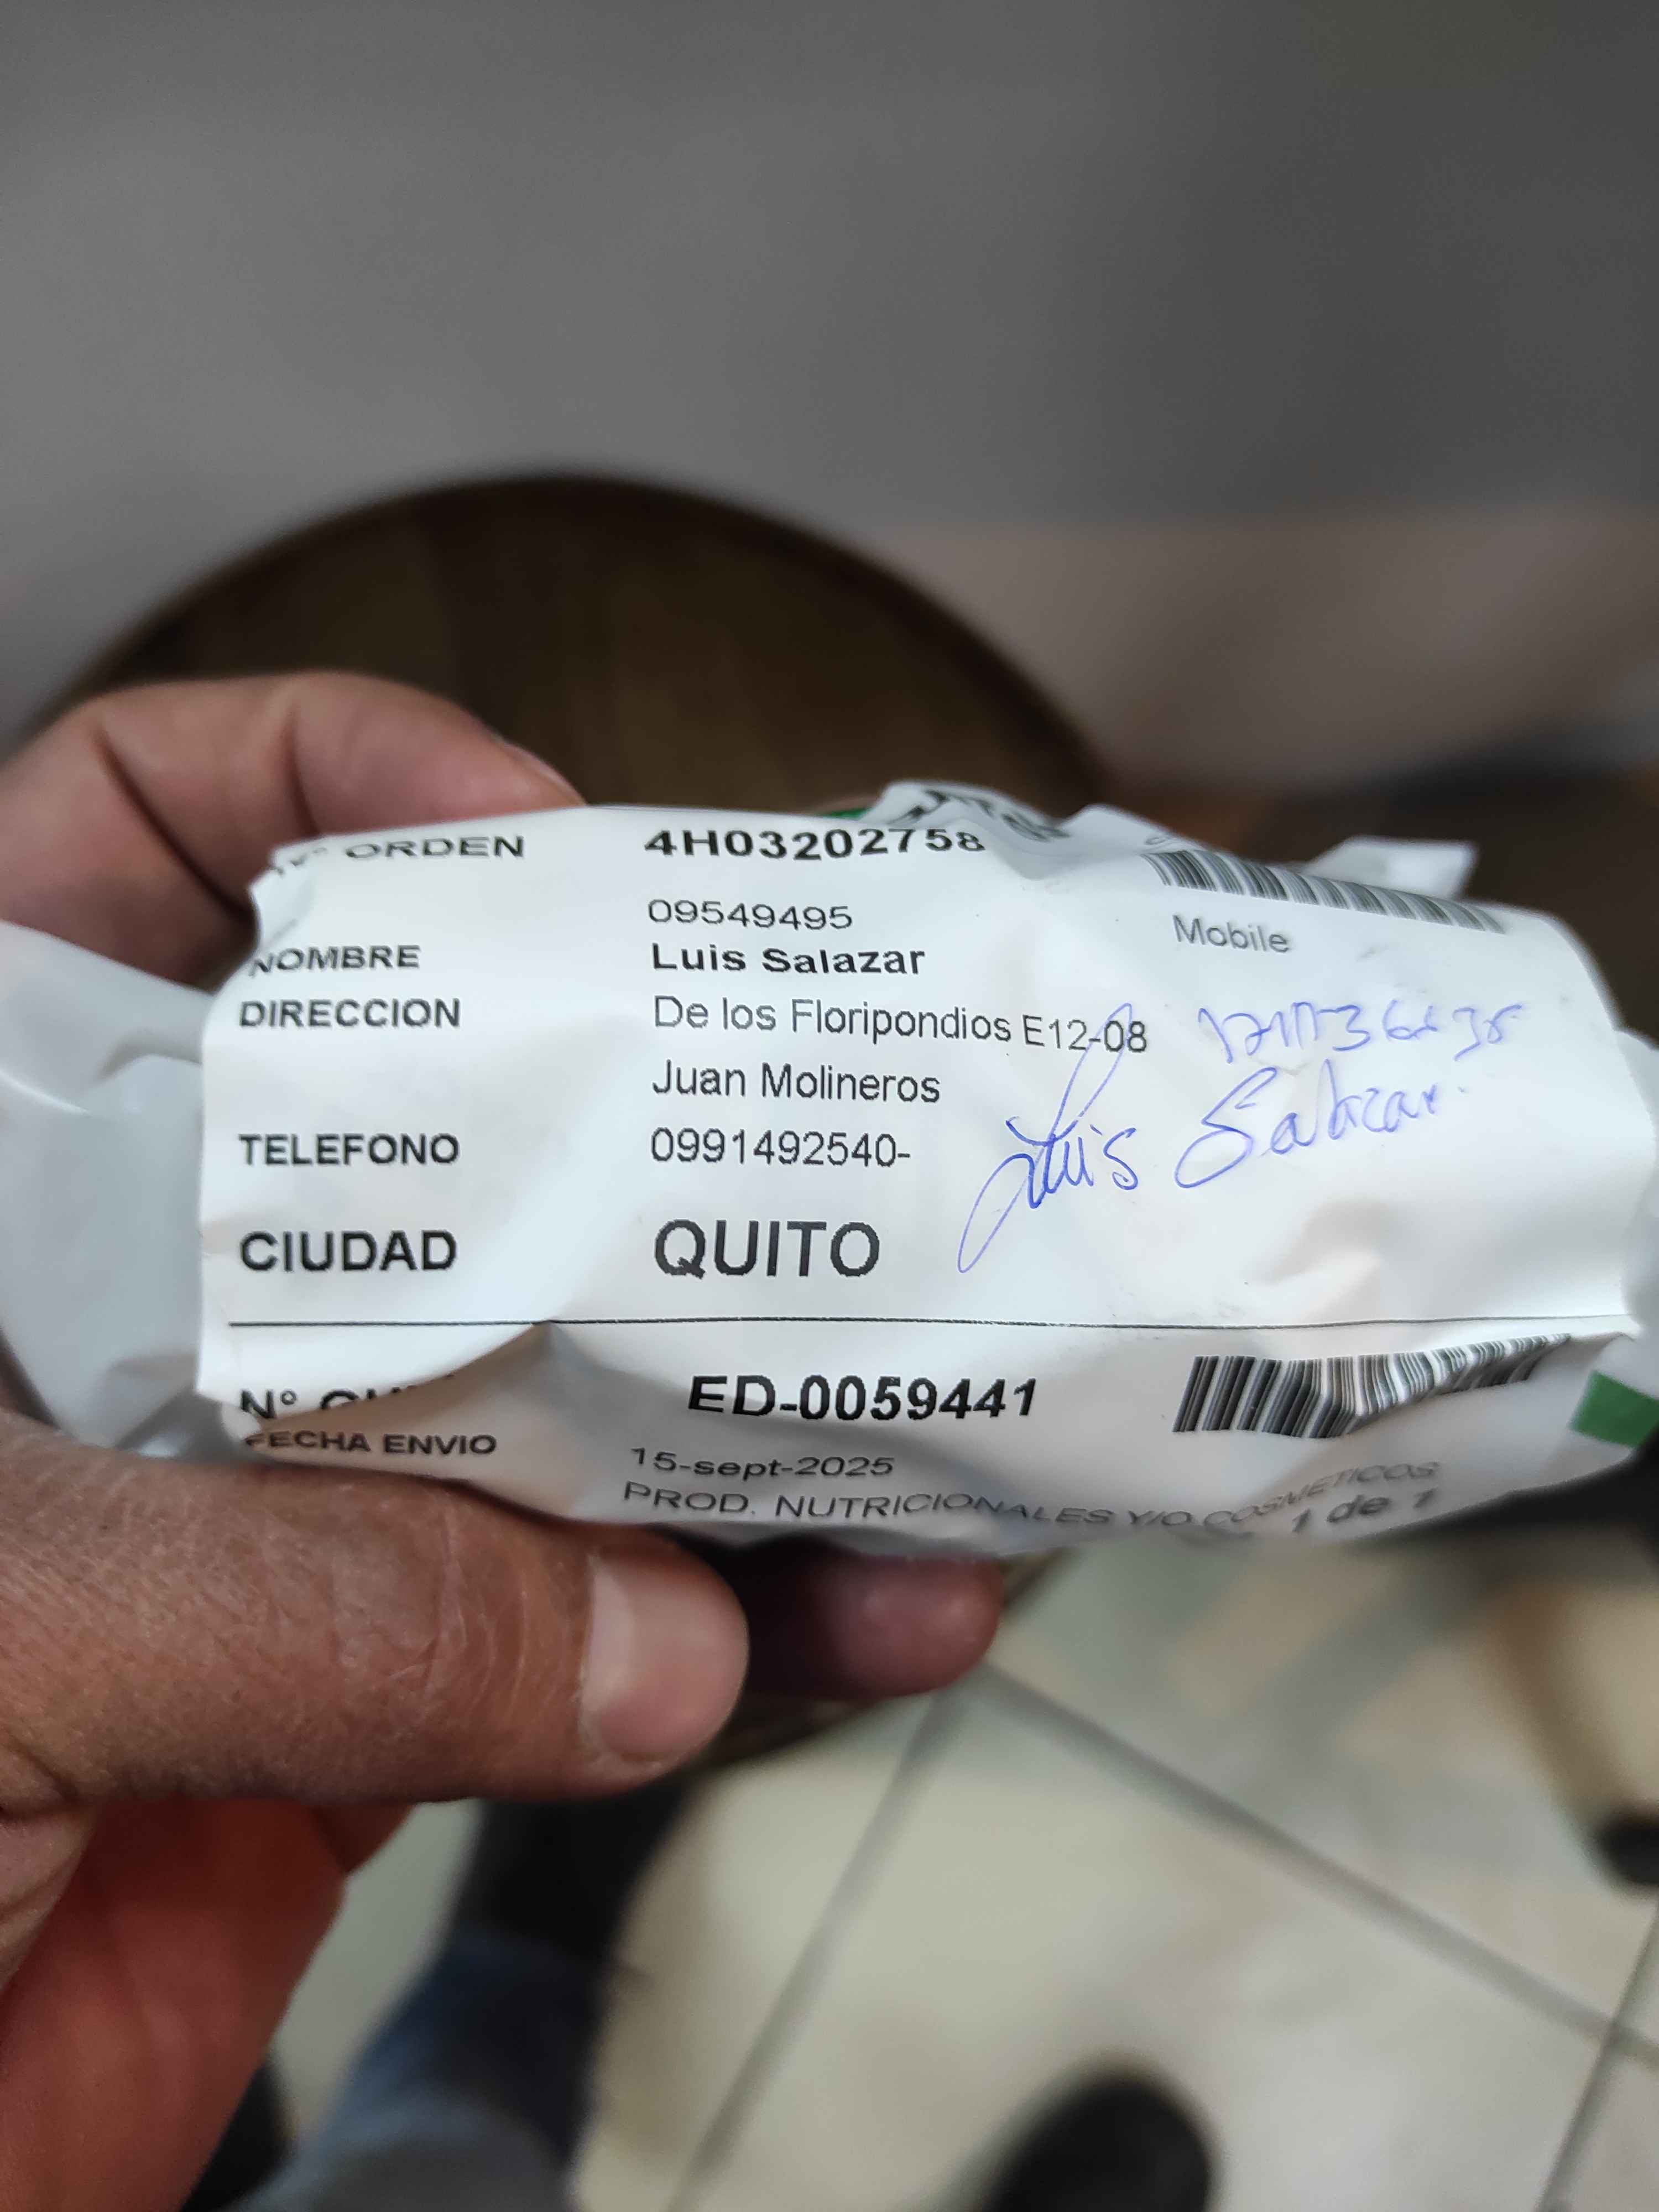 N° ORDEN 4H03202758
09549495
Mobile
NOMBRE Luis Salazar
DIRECCION De los Floripondios E12-08
Juan Molineros
TELEFONO 0991492540-
Luis Salazar
CIUDAD QUITO
N° ED-0059441
FECHA ENVIO 15-sept-2025
PROD. NUTRICIONALES Y/O COSMETICOS
1 de 1